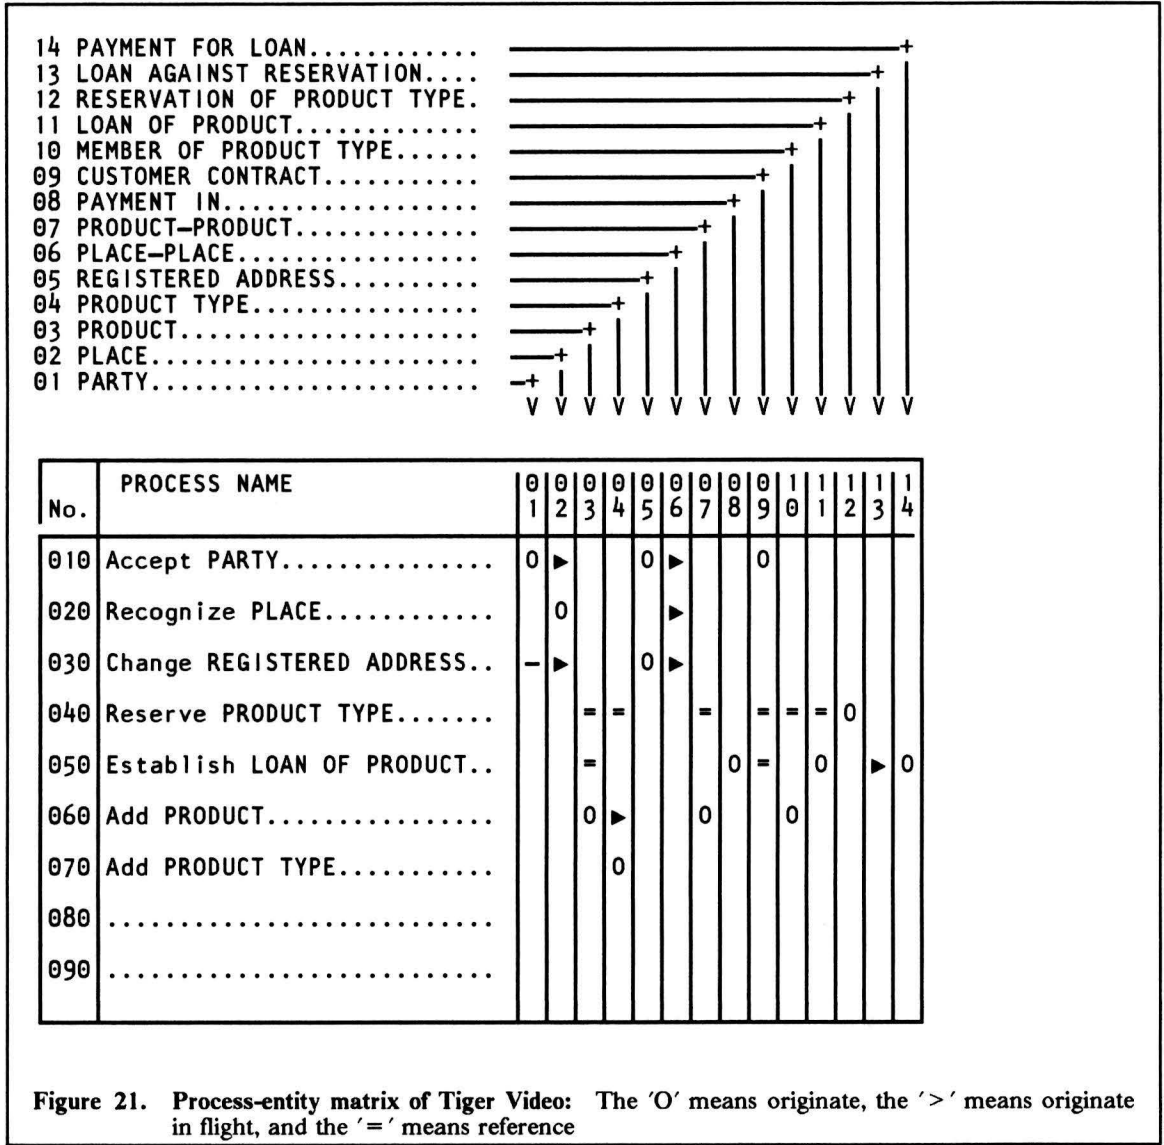 14 PAYMENT FOR LOAN............ +
13 LOAN AGAINST RESERVATION.... +
12 RESERVATION OF PRODUCT TYPE. +
11 LOAN OF PRODUCT............. +
10 MEMBER OF PRODUCT TYPE...... +
09 CUSTOMER CONTRACT........... +
08 PAYMENT IN.................. +
07 PRODUCT–PRODUCT............. +
06 PLACE–PLACE................. +
05 REGISTERED ADDRESS.......... +
04 PRODUCT TYPE................ +
03 PRODUCT..................... +
02 PLACE....................... +
01 PARTY....................... +
V V V V V V V V V V V V V V
No. PROCESS NAME 01 02 03 04 05 06 07 08 09 10 11 12 13 14
010 Accept PARTY............... O ► O ► O
020 Recognize PLACE............ O ►
030 Change REGISTERED ADDRESS.. – ► O ►
040 Reserve PRODUCT TYPE....... = = = = = = O
050 Establish LOAN OF PRODUCT.. = O = O ► O
060 Add PRODUCT................ O ► O O
070 Add PRODUCT TYPE........... O
080 ...........................
090 ...........................
Figure 21. Process-entity matrix of Tiger Video: The 'O' means originate, the '>' means originate
in flight, and the '=' means reference